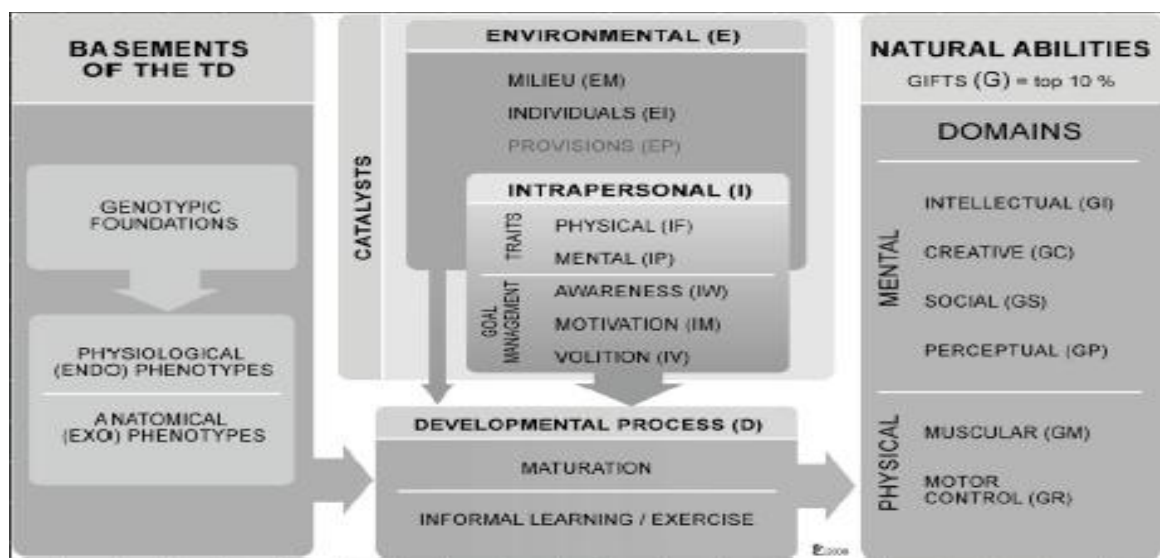 BASEMENTS
OF THE TD
GENOTYPIC
FOUNDATIONS
PHYSIOLOGICAL
(ENDO) PHENOTYPES
ANATOMICAL
(EXO) PHENOTYPES
CATALYSTS
ENVIRONMENTAL (E)
MILIEU (EM)
INDIVIDUALS (EI)
PROVISIONS (EP)
INTRAPERSONAL (I)
TRAITS
PHYSICAL (IF)
MENTAL (IP)
GOAL
MANAGEMENT
AWARENESS (IW)
MOTIVATION (IM)
VOLITION (IV)
DEVELOPMENTAL PROCESS (D)
MATURATION
INFORMAL LEARNING / EXERCISE
NATURAL ABILITIES
GIFTS (G) = top 10 %
DOMAINS
MENTAL
INTELLECTUAL (GI)
CREATIVE (GC)
SOCIAL (GS)
PERCEPTUAL (GP)
PHYSICAL
MUSCULAR (GM)
MOTOR
CONTROL (GR)